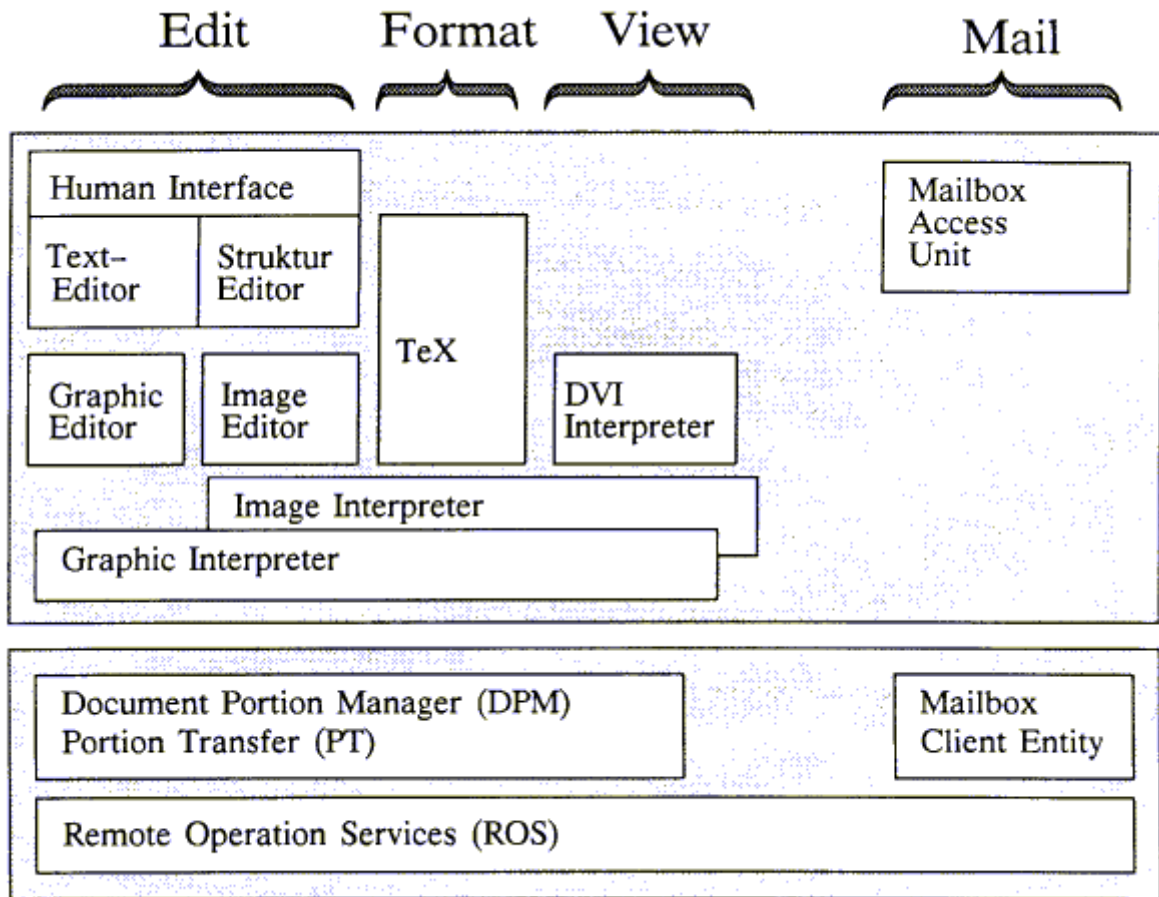 Edit Format View Mail
Human Interface
Text-
Editor
Struktur
Editor
Mailbox
Access
Unit
TeX
Graphic
Editor
Image
Editor
DVI
Interpreter
Image Interpreter
Graphic Interpreter
Document Portion Manager (DPM)
Portion Transfer (PT)
Mailbox
Client Entity
Remote Operation Services (ROS)